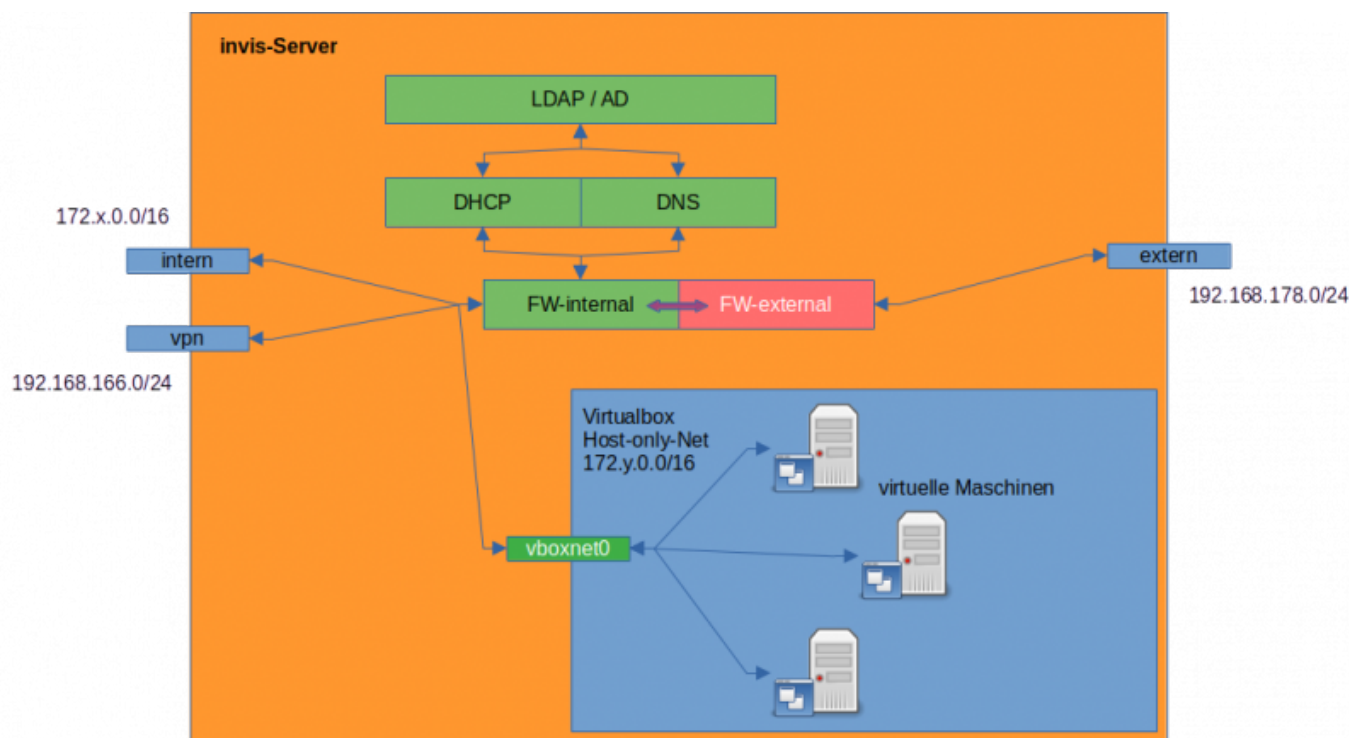 invis-Server
LDAP / AD
DHCP
DNS
172.x.0.0/16
intern
extern
FW-internal
FW-external
192.168.178.0/24
vpn
192.168.166.0/24
Virtualbox
Host-only-Net
172.y.0.0/16
virtuelle Maschinen
vboxnet0